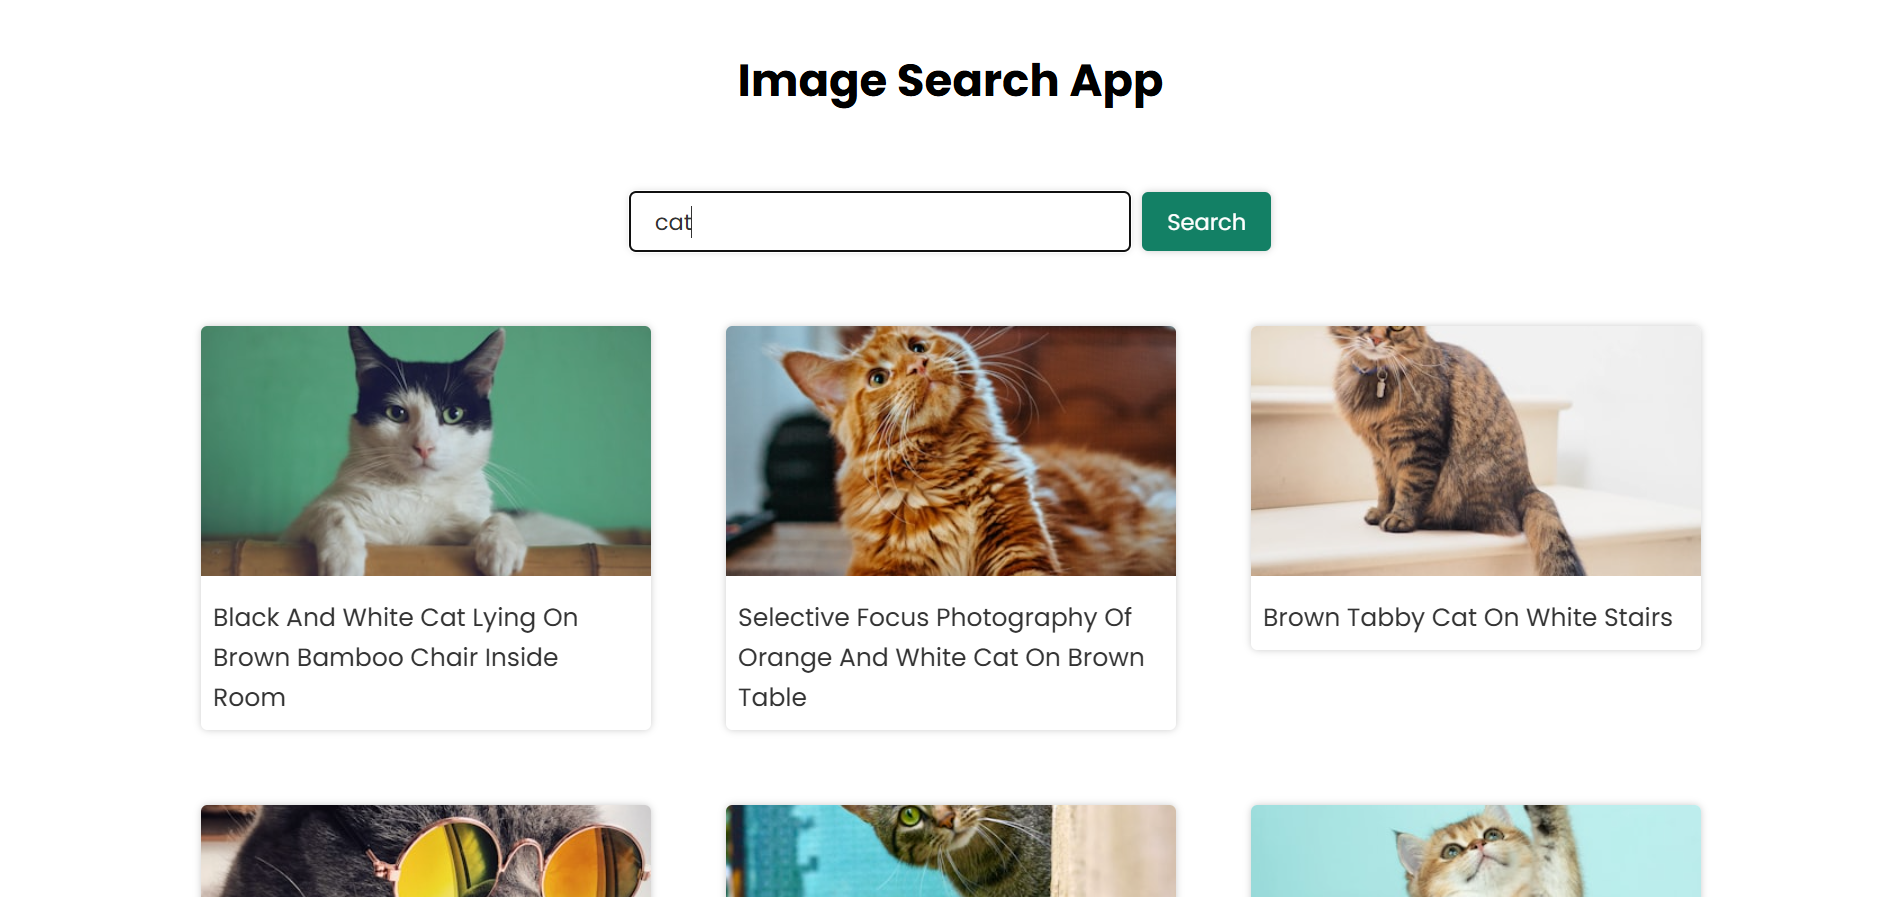 Image Search App
cat
Search
Black And White Cat Lying On
Brown Bamboo Chair Inside
Room
Selective Focus Photography Of
Orange And White Cat On Brown
Table
Brown Tabby Cat On White Stairs